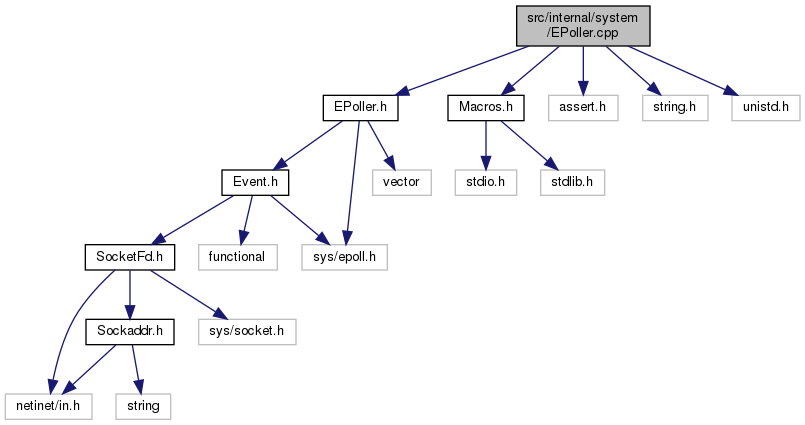 src/internal/system
/EPoller.cpp
EPoller.h
Macros.h
assert.h
string.h
unistd.h
Event.h
vector
stdio.h
stdlib.h
SocketFd.h
functional
sys/epoll.h
Sockaddr.h
sys/socket.h
netinet/in.h
string